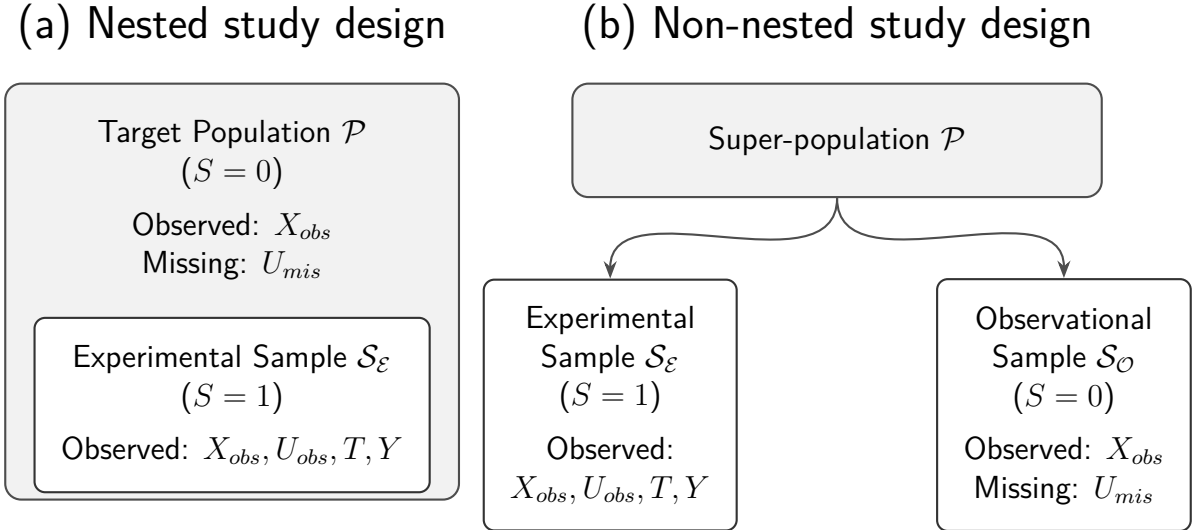 (a) Nested study design
Target Population 𝒫
(S = 0)
Observed: X_obs
Missing: U_mis
Experimental Sample 𝒮_ℰ
(S = 1)
Observed: X_obs, U_obs, T, Y
(b) Non-nested study design
Super-population 𝒫
Experimental
Sample 𝒮_ℰ
(S = 1)
Observed:
X_obs, U_obs, T, Y
Observational
Sample 𝒮_𝒪
(S = 0)
Observed: X_obs
Missing: U_mis